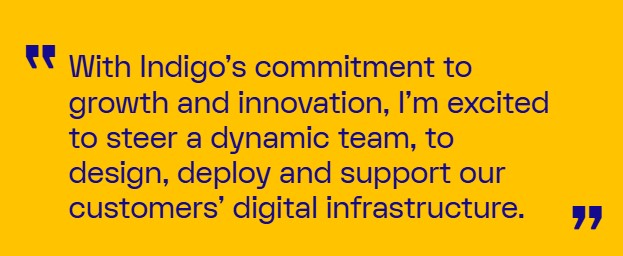 ‟With Indigo’s commitment to
growth and innovation, I’m excited
to steer a dynamic team, to
design, deploy and support our
customers’ digital infrastructure.”